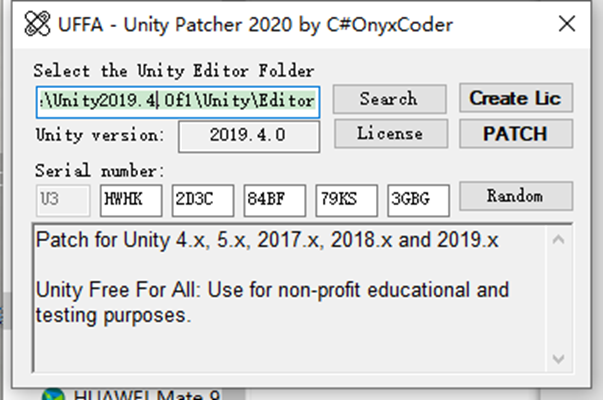 UFFA - Unity Patcher 2020 by C#OnyxCoder
Select the Unity Editor Folder
:\Unity2019.4.0f1\Unity\Editor
Search
Create Lic
Unity version:
2019.4.0
License
PATCH
Serial number:
U3
HWHK
2D3C
84BF
79KS
3GBG
Random
Patch for Unity 4.x, 5.x, 2017.x, 2018.x and 2019.x
Unity Free For All: Use for non-profit educational and
testing purposes.
HUAWEI Mate 9